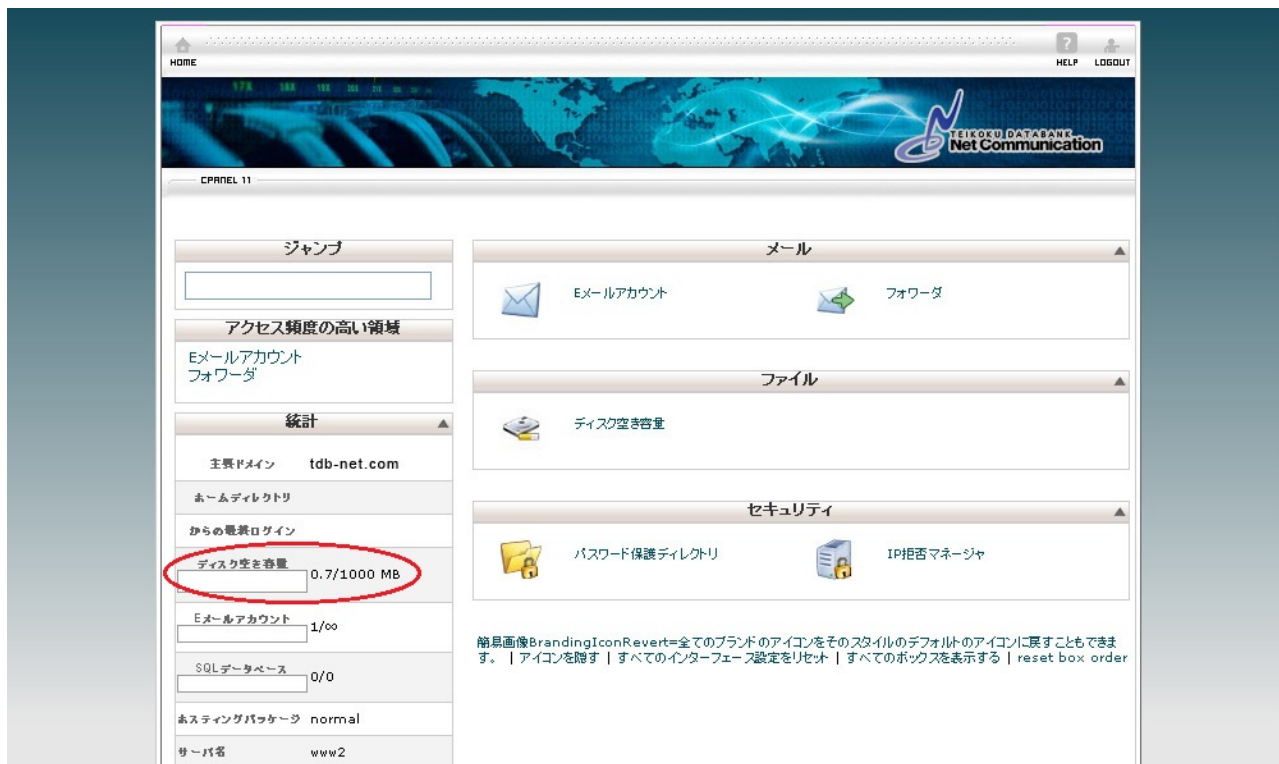 HOME
HELP LOGOUT
17X 18X 19X 20X 21X
TEIKOKU DATABANK
Net Communication
CPANEL 11
ジャンプ
アクセス頻度の高い領域
Eメールアカウント
フォワーダ
統計
主要ドメイン tdb-net.com
ホームディレクトリ
からの最終ログイン
ディスク空き容量
0.7/1000 MB
Eメールアカウント
1/∞
SQLデータベース
0/0
ホスティングパッケージ normal
サーバ名 www2
メール
Eメールアカウント フォワーダ
ファイル
ディスク空き容量
セキュリティ
パスワード保護ディレクトリ IP拒否マネージャ
簡易画像BrandingIconRevert=全てのブランドのアイコンをそのスタイルのデフォルトのアイコンに戻すこともできま
す。 | アイコンを隠す | すべてのインターフェース設定をリセット | すべてのボックスを表示する | reset box order